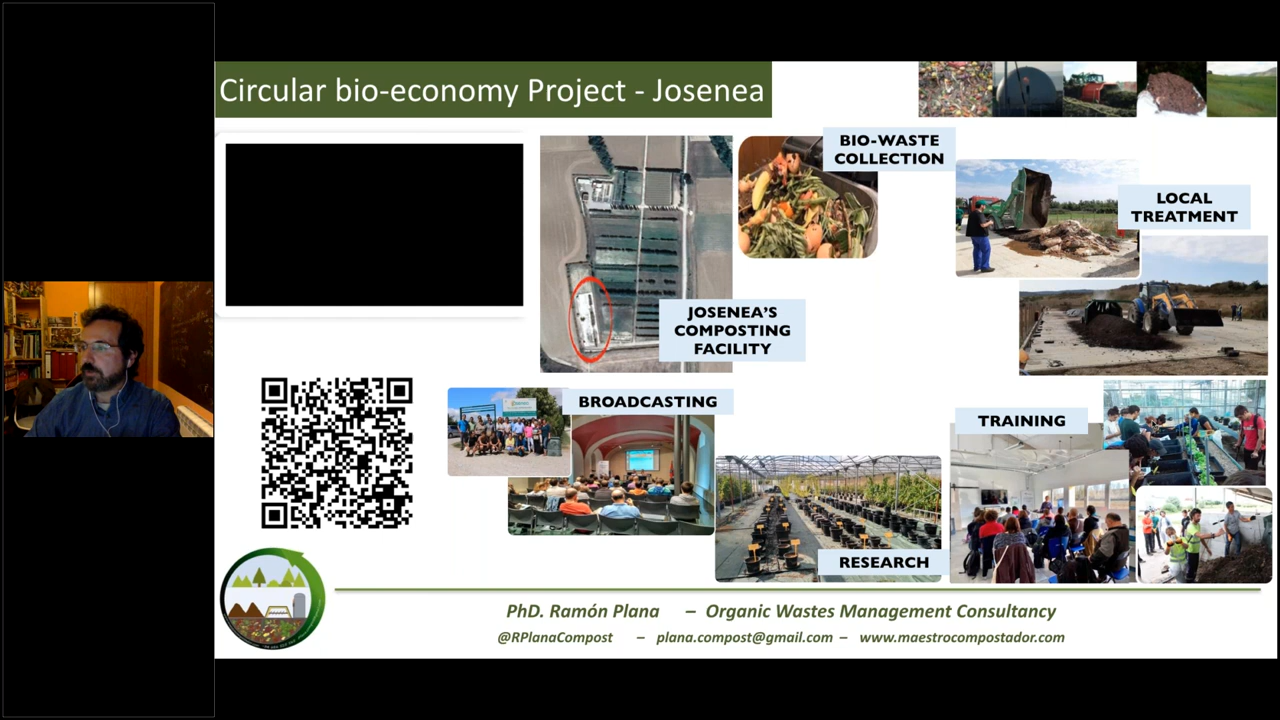 Circular bio-economy Project - Josenea
BIO-WASTE
COLLECTION
LOCAL
TREATMENT
JOSENEA'S
COMPOSTING
FACILITY
BROADCASTING
TRAINING
RESEARCH
PhD. Ramón Plana – Organic Wastes Management Consultancy
@RPlanaCompost – plana.compost@gmail.com – www.maestrocompostador.com